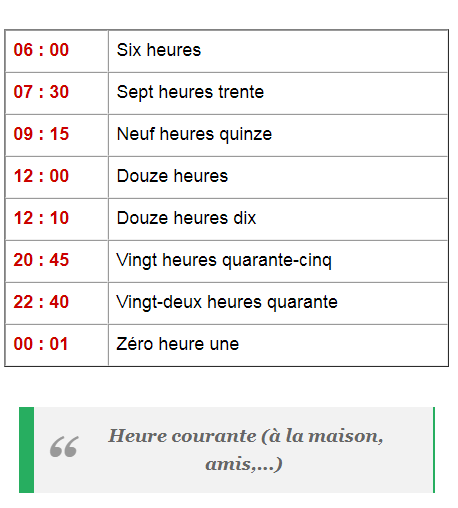 06 : 00 Six heures
07 : 30 Sept heures trente
09 : 15 Neuf heures quinze
12 : 00 Douze heures
12 : 10 Douze heures dix
20 : 45 Vingt heures quarante-cinq
22 : 40 Vingt-deux heures quarante
00 : 01 Zéro heure une
“ Heure courante (à la maison,
amis,...)